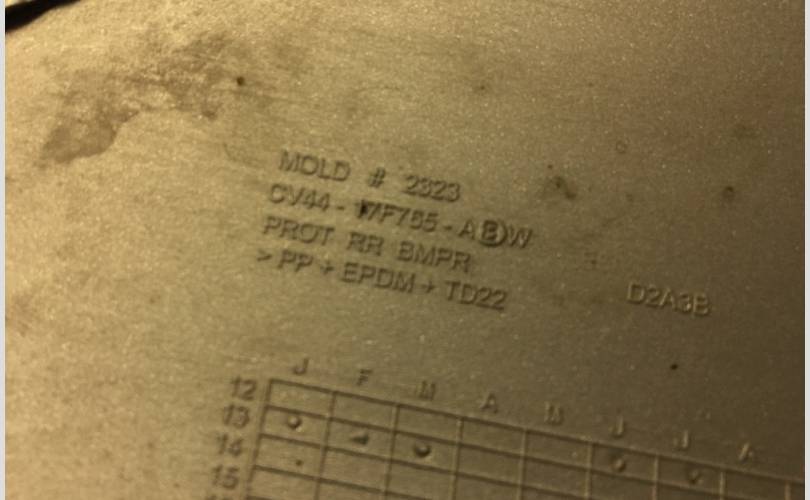 MOLD # 2323
CV44 - 17F765 - ABW
PROT RR BMPR
> PP + EPDM + TD22
D2A3B
J F M A M J J A
12
13
14
15